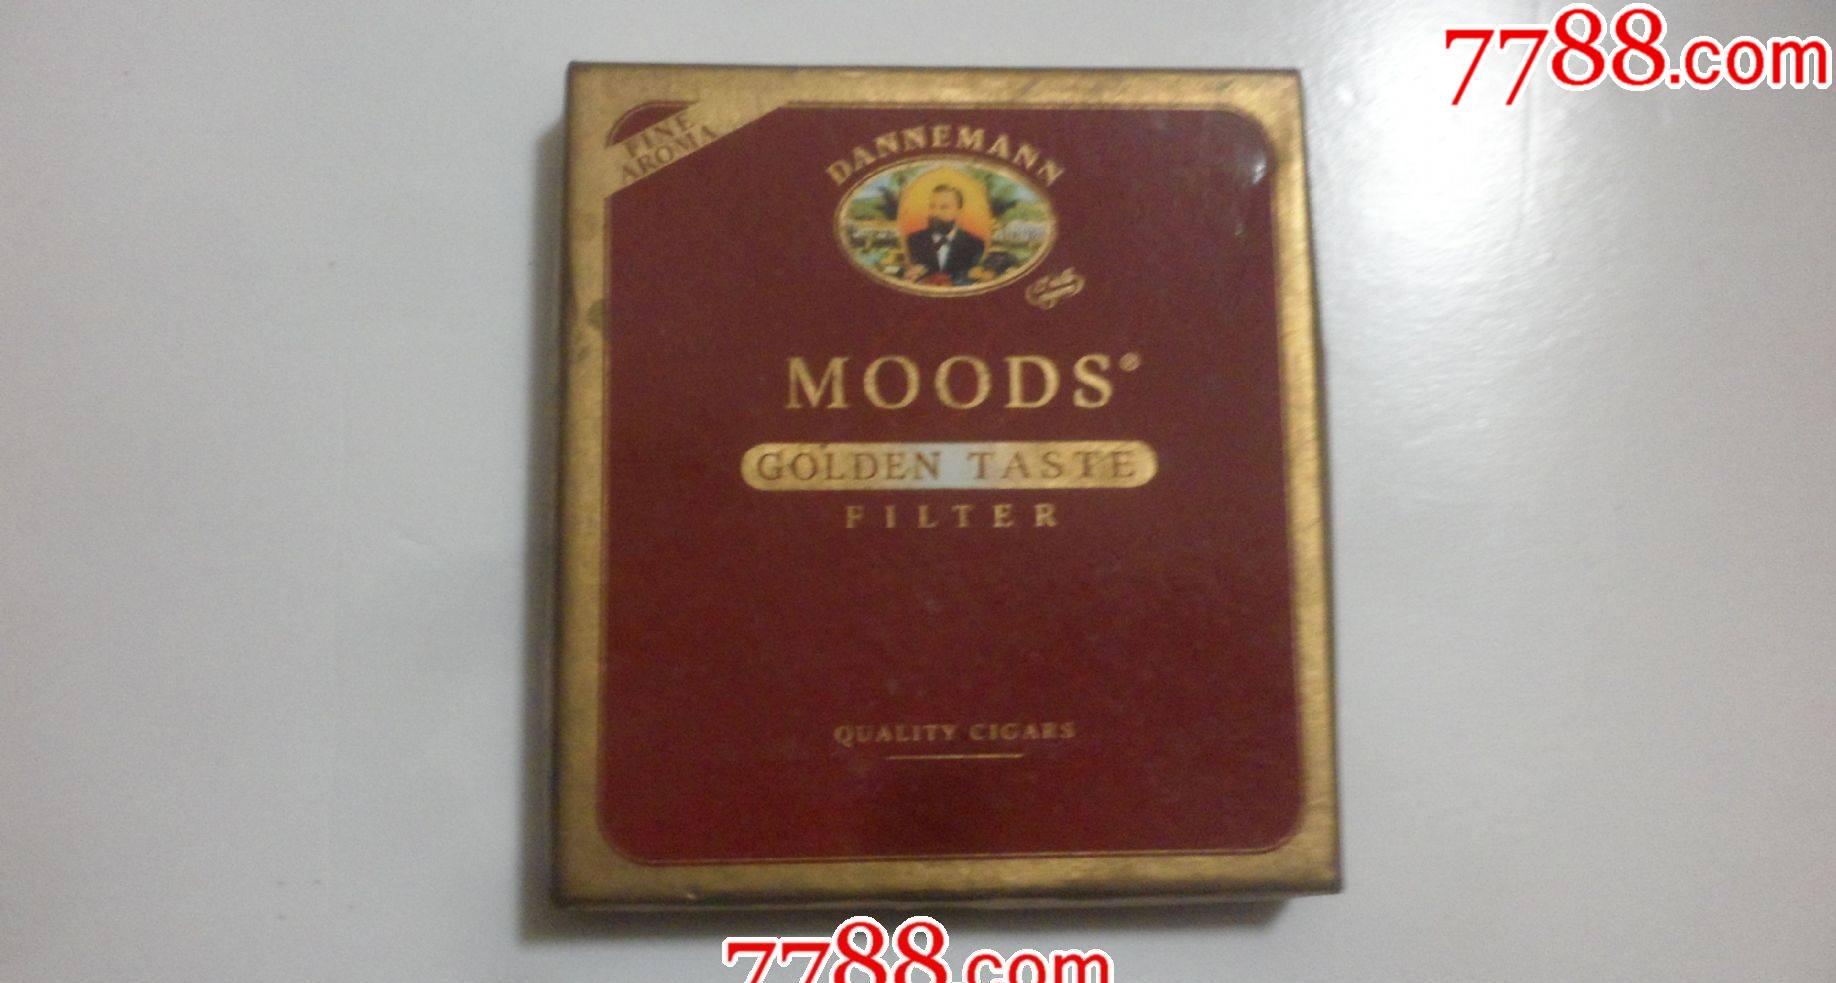 7788.com
FINE
AROMA
DANNEMANN
MOODS®
GOLDEN TASTE
FILTER
QUALITY CIGARS
7788.com